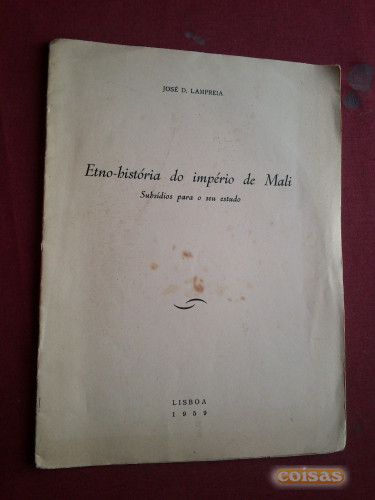 JOSÉ D. LAMPREIA
Etno-história do império de Mali
Subsídios para o seu estudo
LISBOA
1959
coisas